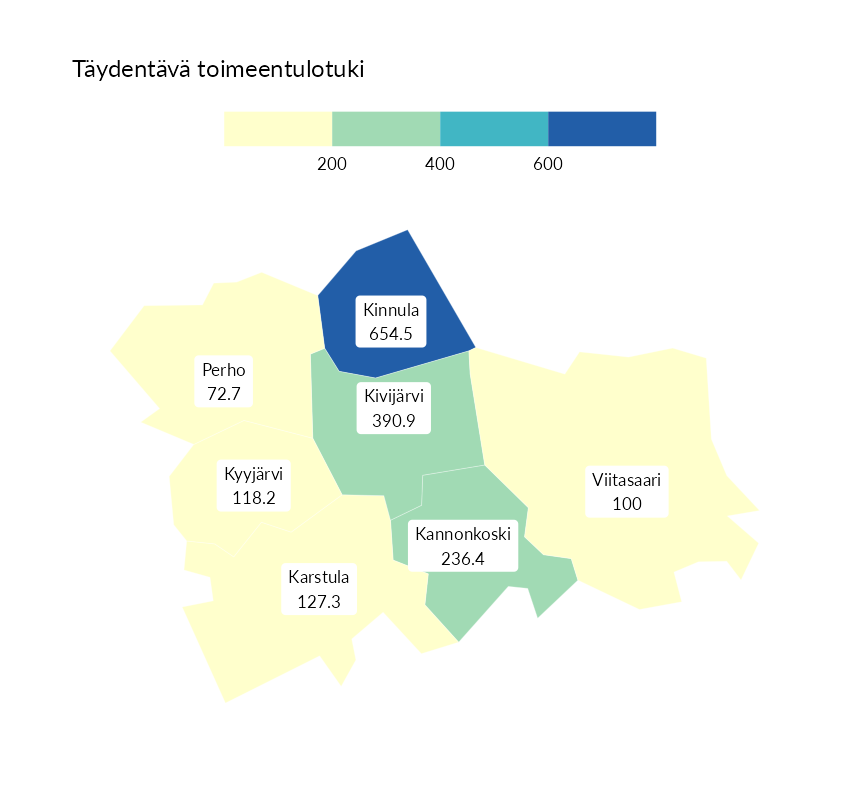 Täydentävä toimeentulotuki
200 400 600
Kinnula
654.5
Perho
72.7
Kivijärvi
390.9
Kyyjärvi
118.2
Viitasaari
100
Kannonkoski
236.4
Karstula
127.3